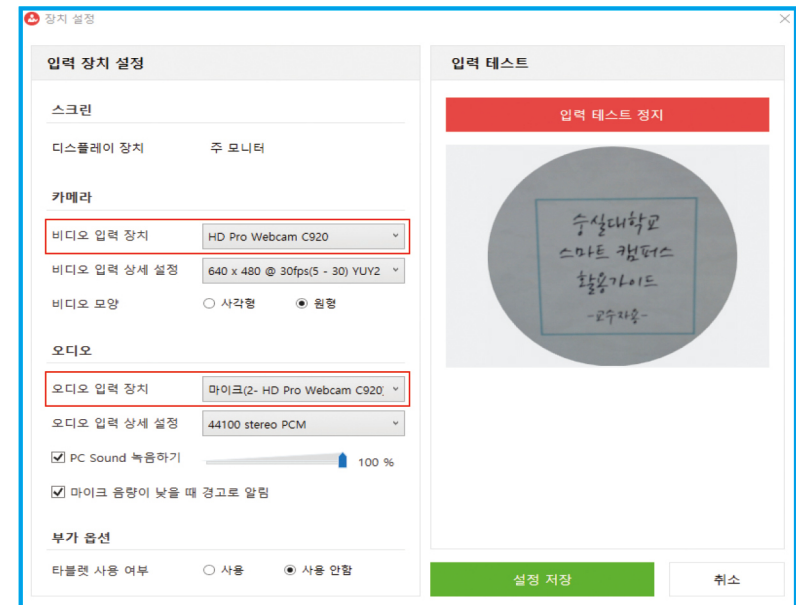 장치 설정
입력 장치 설정
스크린
디스플레이 장치 주 모니터
카메라
비디오 입력 장치 HD Pro Webcam C920
비디오 입력 상세 설정 640 x 480 @ 30fps(5 - 30) YUY2
비디오 모양 사각형 원형
오디오
오디오 입력 장치 마이크(2- HD Pro Webcam C920)
오디오 입력 상세 설정 44100 stereo PCM
PC Sound 녹음하기 100 %
마이크 음량이 낮을 때 경고로 알림
부가 옵션
타블렛 사용 여부 사용 사용 안함
입력 테스트
입력 테스트 정지
숭실대학교
스마트 캠퍼스
활용가이드
-교수자용-
설정 저장 취소